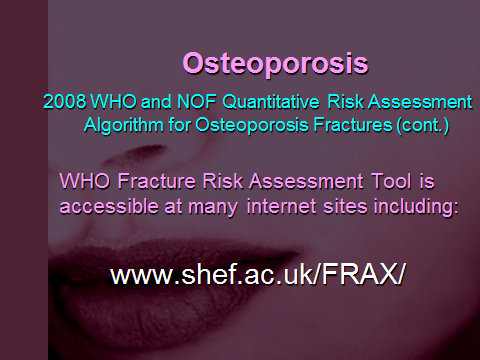 Osteoporosis
2008 WHO and NOF Quantitative Risk Assessment
Algorithm for Osteoporosis Fractures (cont.)
WHO Fracture Risk Assessment Tool is
accessible at many internet sites including:
www.shef.ac.uk/FRAX/